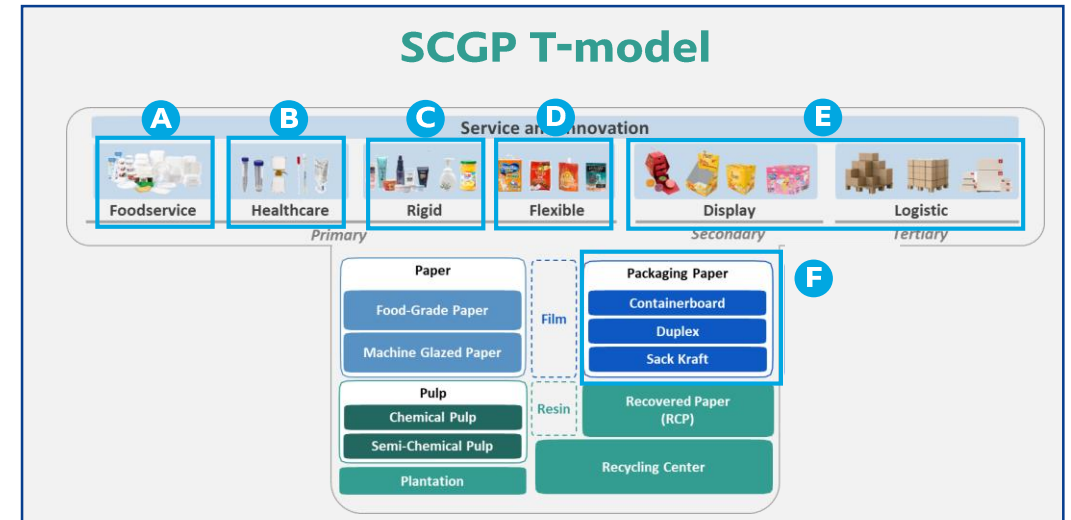 SCGP T-model
A
B
C
D
E
Service and Innovation
Foodservice
Healthcare
Rigid
Flexible
Display
Logistic
Primary
Secondary
Tertiary
F
Paper
Food-Grade Paper
Machine Glazed Paper
Film
Packaging Paper
Containerboard
Duplex
Sack Kraft
Pulp
Chemical Pulp
Semi-Chemical Pulp
Resin
Recovered Paper
(RCP)
Plantation
Recycling Center